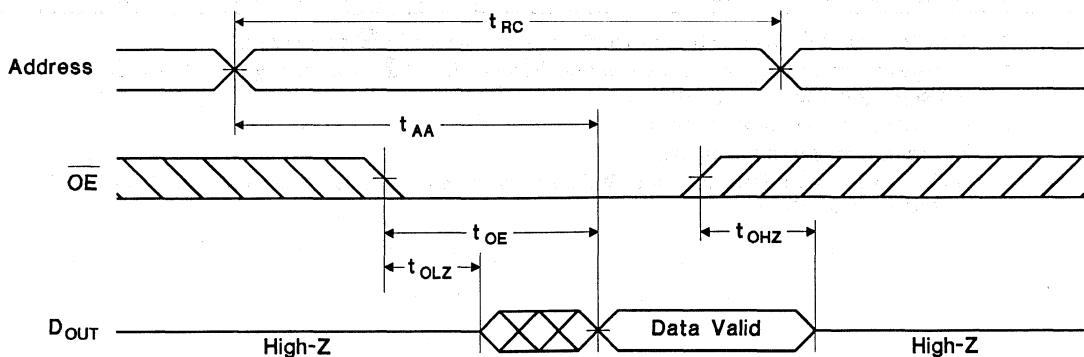 t RC
Address
t AA
OE
t OE
t OHZ
t OLZ
D OUT
High-Z
Data Valid
High-Z